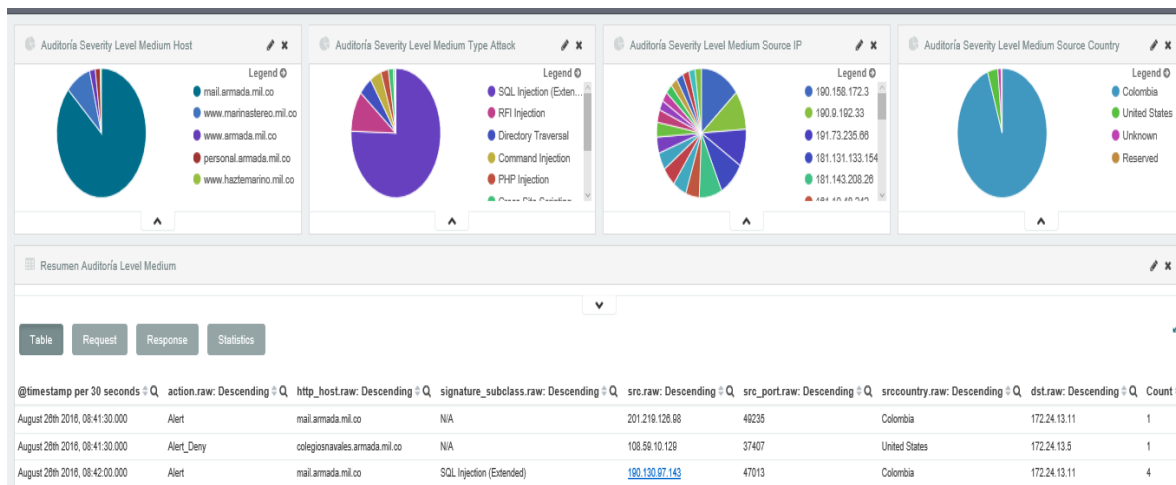 Auditoría Severity Level Medium Host
Auditoría Severity Level Medium Type Attack
Auditoría Severity Level Medium Source IP
Auditoría Severity Level Medium Source Country
Legend
mail.armada.mil.co
www.marinastereo.mil.co
www.armada.mil.co
personal.armada.mil.co
www.haztemarino.mil.co
Legend
SQL Injection (Exten...
RFI Injection
Directory Traversal
Command Injection
PHP Injection
Cross Site Scripting
Legend
190.158.172.3
190.9.192.33
191.73.235.66
181.131.133.154
181.143.208.26
Legend
Colombia
United States
Unknown
Reserved
Resumen Auditoría Level Medium
Table Request Response Statistics
@timestamp per 30 seconds action.raw: Descending http_host.raw: Descending signature_subclass.raw: Descending src.raw: Descending src_port.raw: Descending srccountry.raw: Descending dst.raw: Descending Count
August 26th 2016, 08:41:30.000 Alert mail.armada.mil.co N/A 201.219.126.98 49235 Colombia 172.24.13.11 1
August 26th 2016, 08:41:30.000 Alert_Deny colegiosnavales.armada.mil.co N/A 108.59.10.129 37407 United States 172.24.13.5 1
August 26th 2016, 08:42:00.000 Alert mail.armada.mil.co SQL Injection (Extended) 190.130.97.143 47013 Colombia 172.24.13.11 4